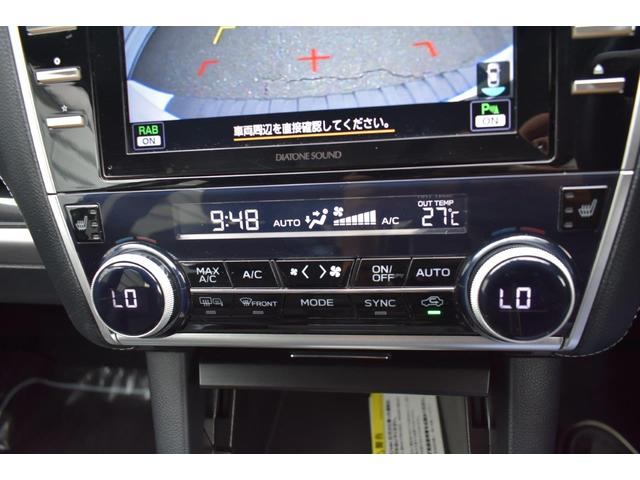 RAB
ON
車両周辺を直接確認してください。
P
ON
DIATONE SOUND
9:48
AUTO
A/C
OUT TEMP
27℃
MAX
A/C
A/C
ON/
OFF
AUTO
LO
FRONT
MODE
SYNC
LO